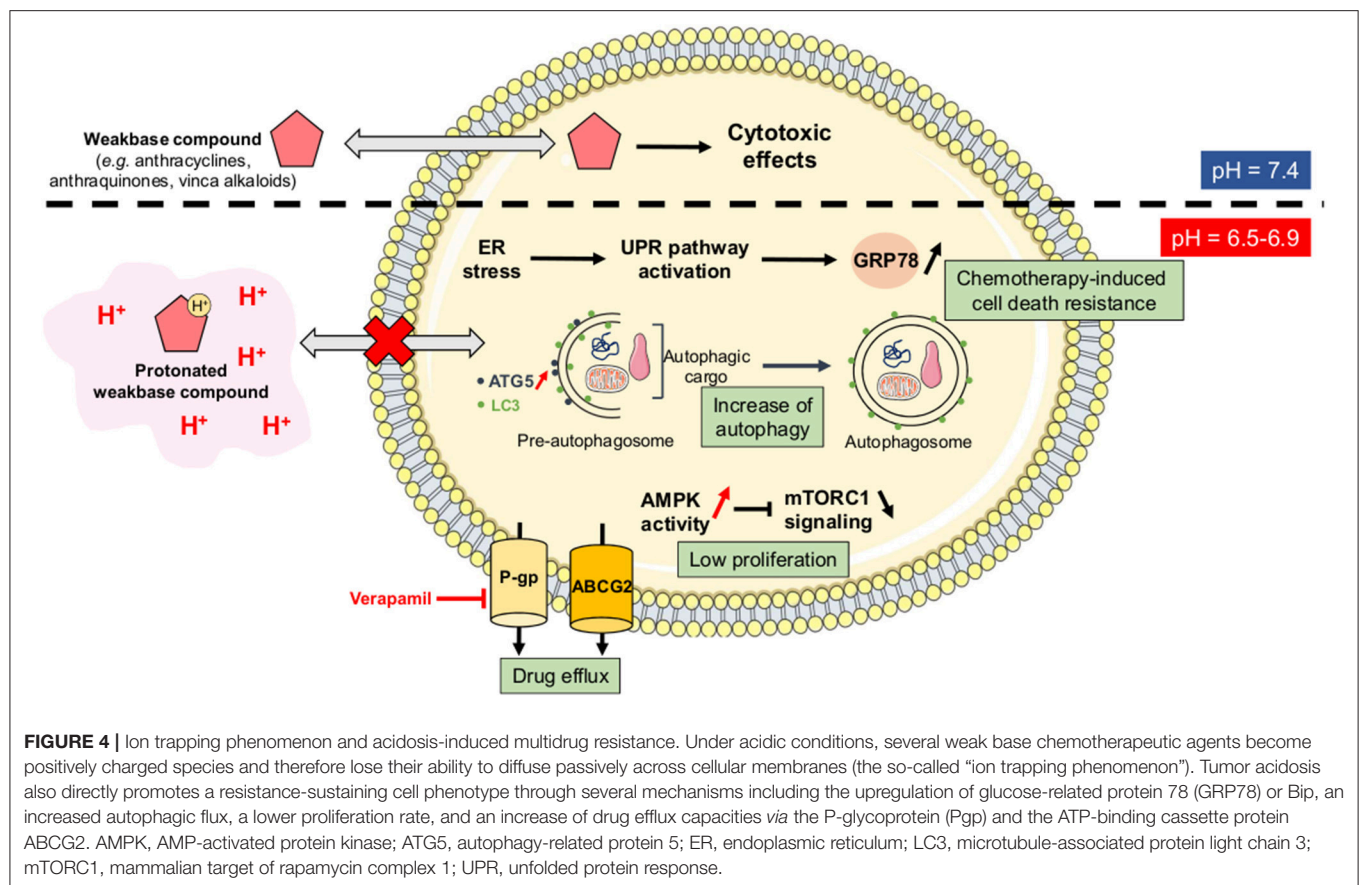 Weakbase compound
(e.g. anthracyclines,
anthraquinones, vinca alkaloids)
Cytotoxic
effects
pH = 7.4
pH = 6.5-6.9
ER
stress
UPR pathway
activation
GRP78
Chemotherapy-induced
cell death resistance
H+
H+
H+
H+
Protonated
weakbase compound
H+
H+
• ATG5
• LC3
Pre-autophagosome
Autophagic
cargo
Increase of
autophagy
Autophagosome
AMPK
activity
mTORC1
signaling
Low proliferation
Verapamil
P-gp
ABCG2
Drug efflux
FIGURE 4 | Ion trapping phenomenon and acidosis-induced multidrug resistance. Under acidic conditions, several weak base chemotherapeutic agents become
positively charged species and therefore lose their ability to diffuse passively across cellular membranes (the so-called “ion trapping phenomenon”). Tumor acidosis
also directly promotes a resistance-sustaining cell phenotype through several mechanisms including the upregulation of glucose-related protein 78 (GRP78) or Bip, an
increased autophagic flux, a lower proliferation rate, and an increase of drug efflux capacities via the P-glycoprotein (Pgp) and the ATP-binding cassette protein
ABCG2. AMPK, AMP-activated protein kinase; ATG5, autophagy-related protein 5; ER, endoplasmic reticulum; LC3, microtubule-associated protein light chain 3;
mTORC1, mammalian target of rapamycin complex 1; UPR, unfolded protein response.